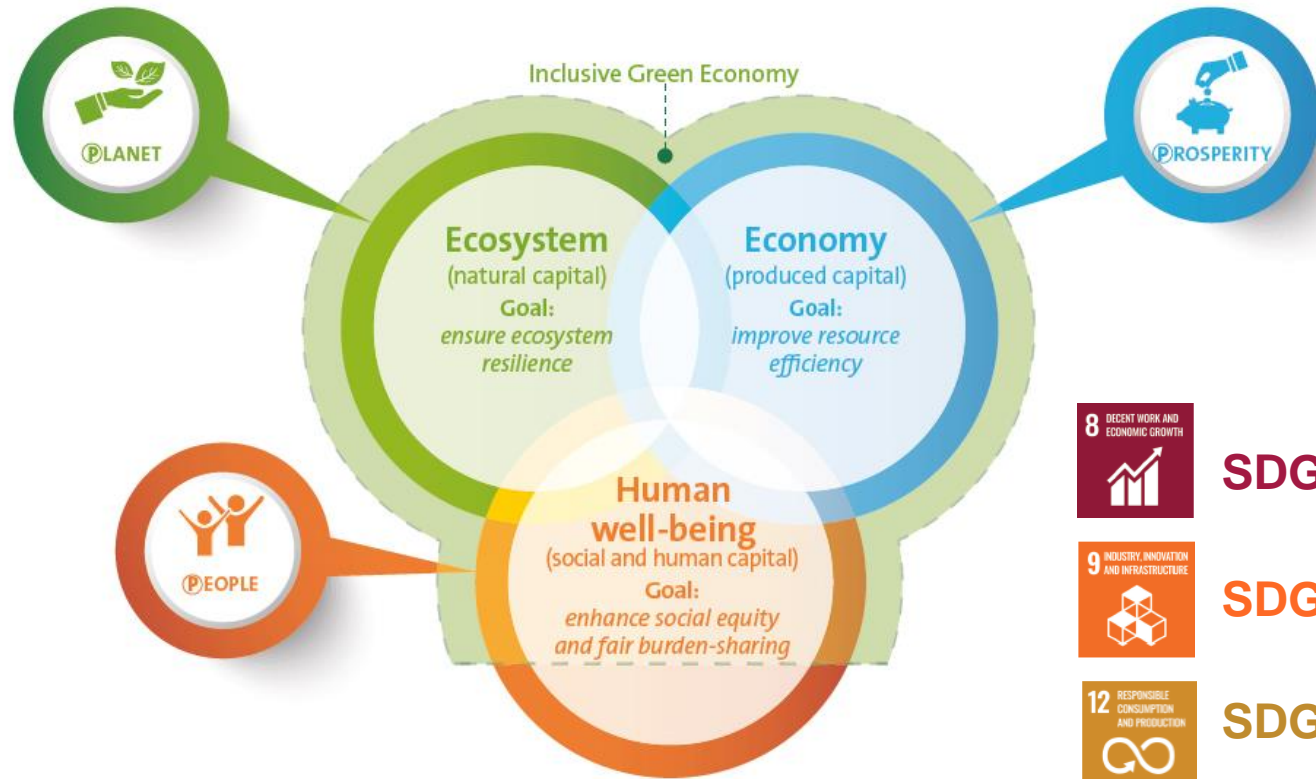 Inclusive Green Economy
PLANET
PROSPERITY
Ecosystem
(natural capital)
Goal:
ensure ecosystem
resilience
Economy
(produced capital)
Goal:
improve resource
efficiency
PEOPLE
Human
well-being
(social and human capital)
Goal:
enhance social equity
and fair burden-sharing
8 DECENT WORK AND
ECONOMIC GROWTH
SDG
9 INDUSTRY, INNOVATION
AND INFRASTRUCTURE
SDG
12 RESPONSIBLE
CONSUMPTION
AND PRODUCTION
SDG